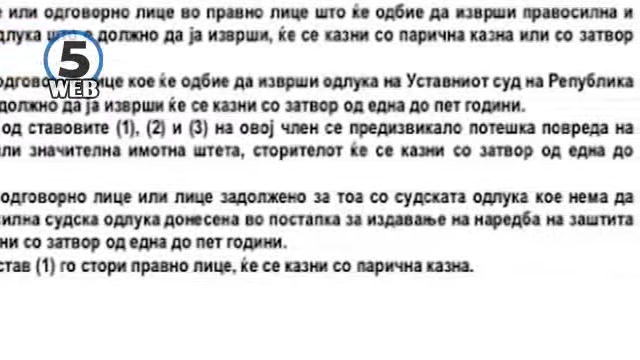 е или одговорно лице во правно лице што ќе одбие да изврши правосилна и
длука што е должно да ја изврши, ќе се казни со парична казна или со затвор
5
WEB
лице кое ќе одбие да изврши одлука на Уставниот суд на Република
должно да ја изврши ќе се казни со затвор од една до пет години.
од ставовите (1), (2) и (3) на овој член се предизвикало потешка повреда на
или значителна имотна штета, сторителот ќе се казни со затвор од една до
одговорно лице или лице задолжено за тоа со судската одлука кое нема да
силна судска одлука донесена во постапка за издавање на наредба на заштита
ни со затвор од една до пет години.
став (1) го стори правно лице, ќе се казни со парична казна.